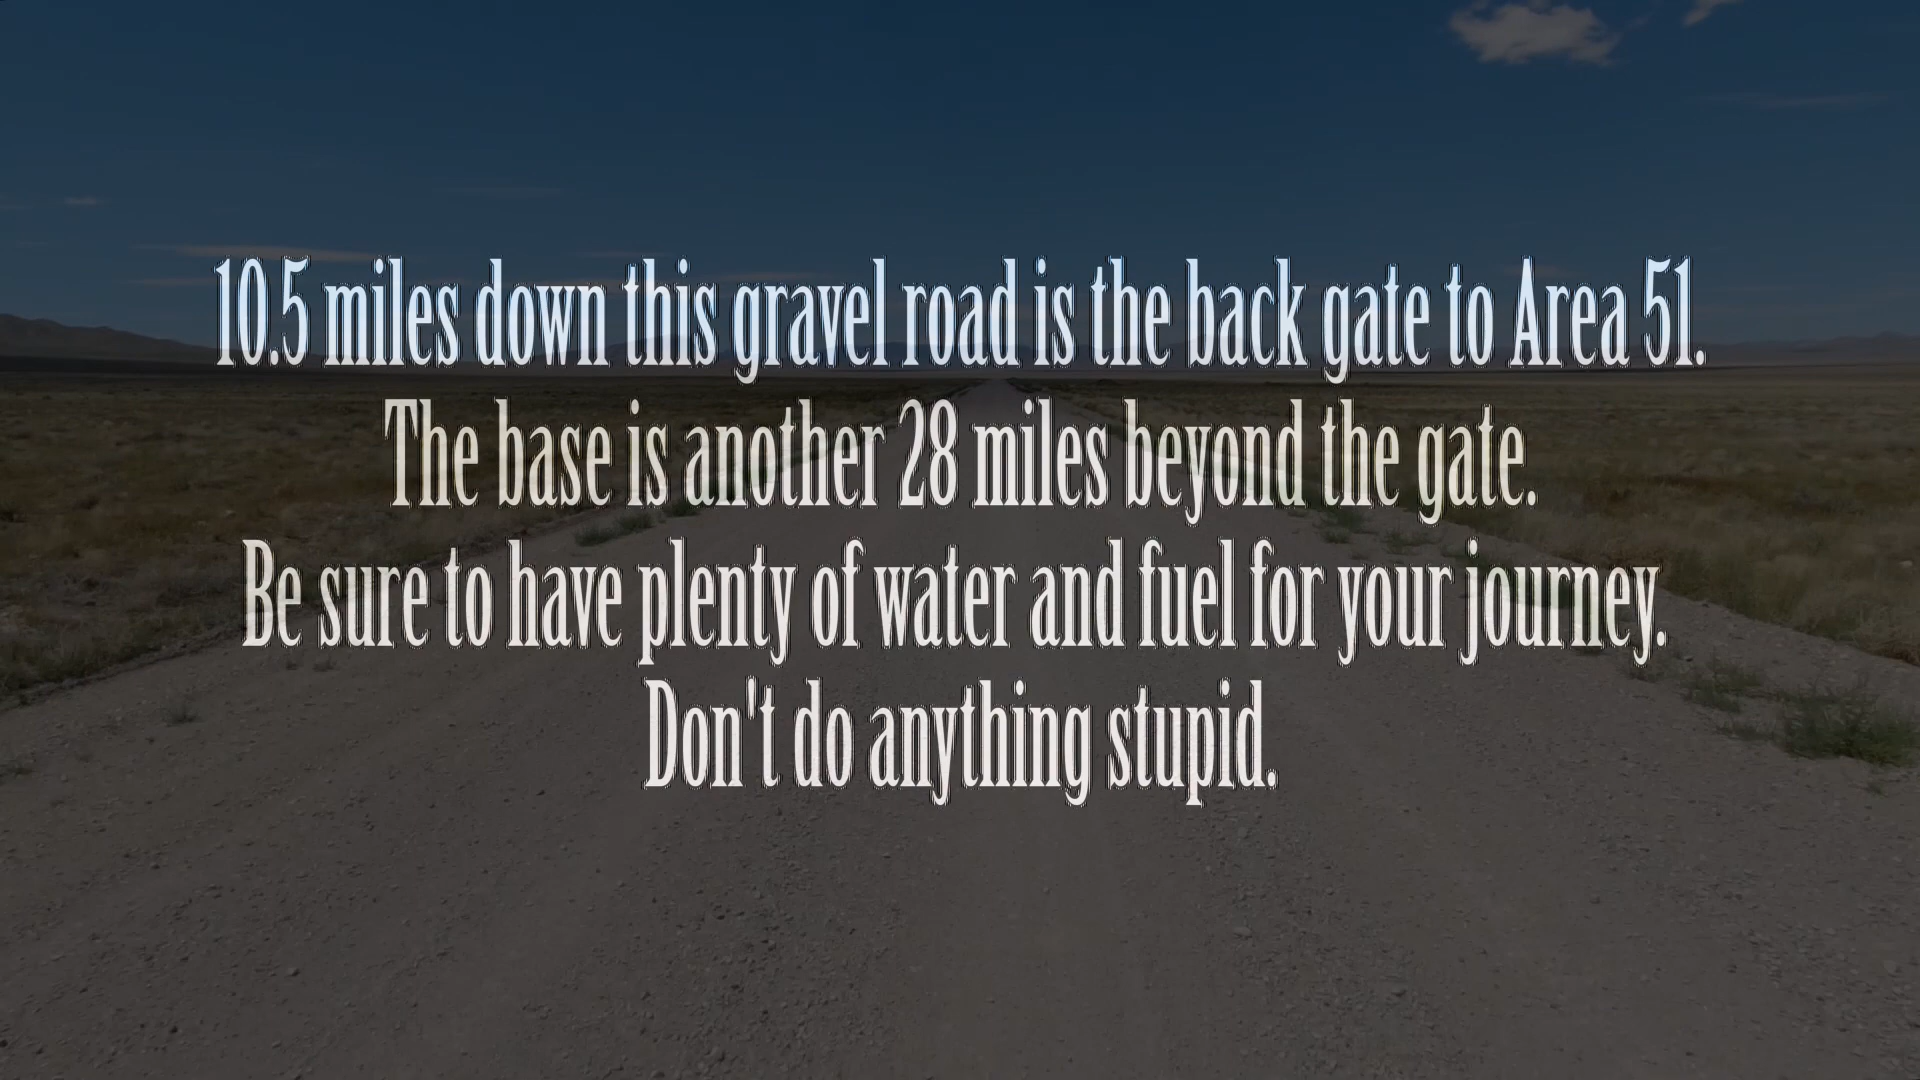 10.5 miles down this gravel road is the back gate to Area 51.
The base is another 28 miles beyond the gate.
Be sure to have plenty of water and fuel for your journey.
Don't do anything stupid.